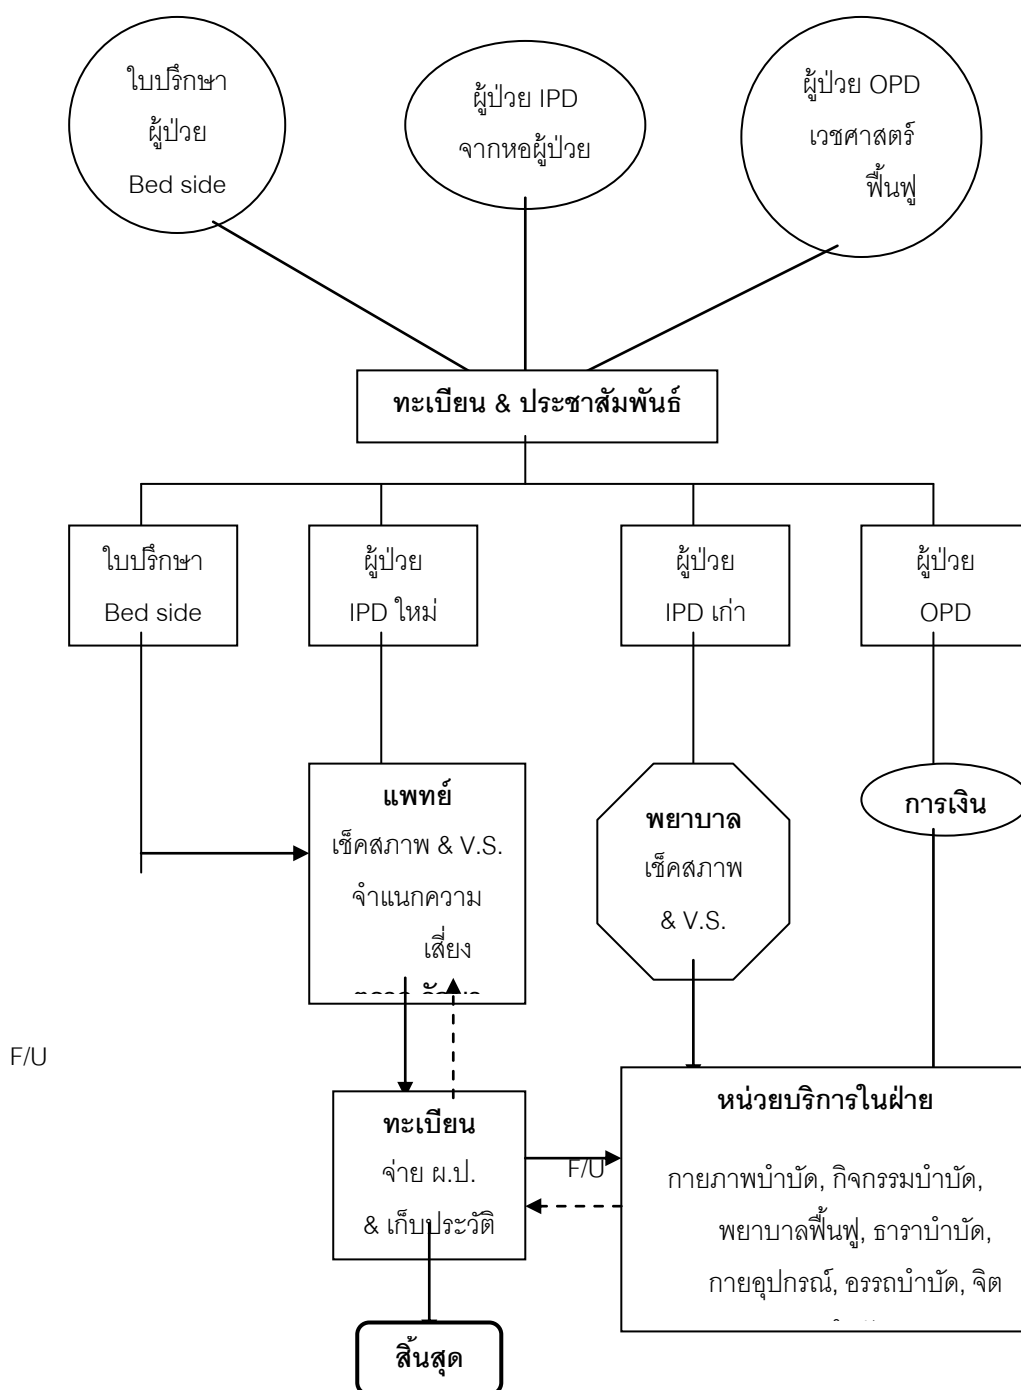 ใบปรึกษา
ผู้ป่วย
Bed side
ผู้ป่วย IPD
จากหอผู้ป่วย
ผู้ป่วย OPD
เวชศาสตร์
ฟื้นฟู
ทะเบียน & ประชาสัมพันธ์
ใบปรึกษา
Bed side
ผู้ป่วย
IPD ใหม่
ผู้ป่วย
IPD เก่า
ผู้ป่วย
OPD
แพทย์
เช็คสภาพ & V.S.
จำแนกความ
เสี่ยง
พยาบาล
เช็คสภาพ
& V.S.
การเงิน
F/U
ทะเบียน
จ่าย ผ.ป.
& เก็บประวัติ
F/U
หน่วยบริการในฝ่าย
กายภาพบำบัด, กิจกรรมบำบัด,
พยาบาลฟื้นฟู, ธาราบำบัด,
กายอุปกรณ์, อรรถบำบัด, จิต
สิ้นสุด